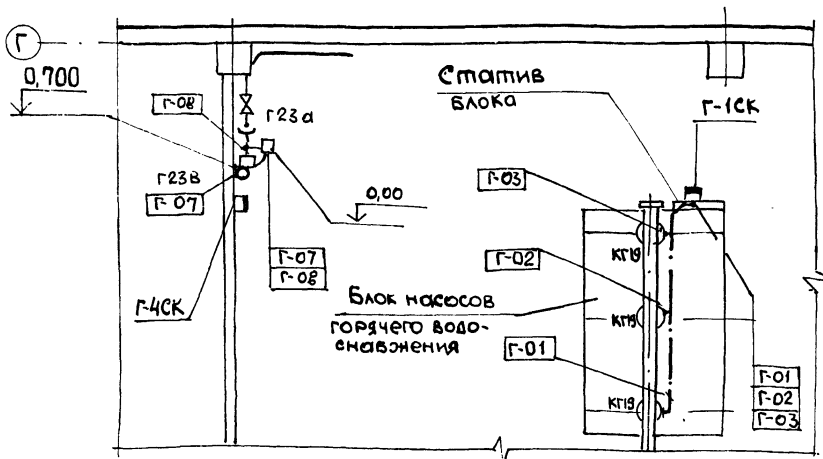 Г
0,700
Г-08
Г23а
Г23в
Г-07
0,00
Г-07
Г-08
Г-4СК
Статив
блока
Г-1СК
Г-03
КГ19
Г-02
Блок насосов
горячего водо-
снавжения
КГ19
Г-01
КГ19
Г-01
Г-02
Г-03